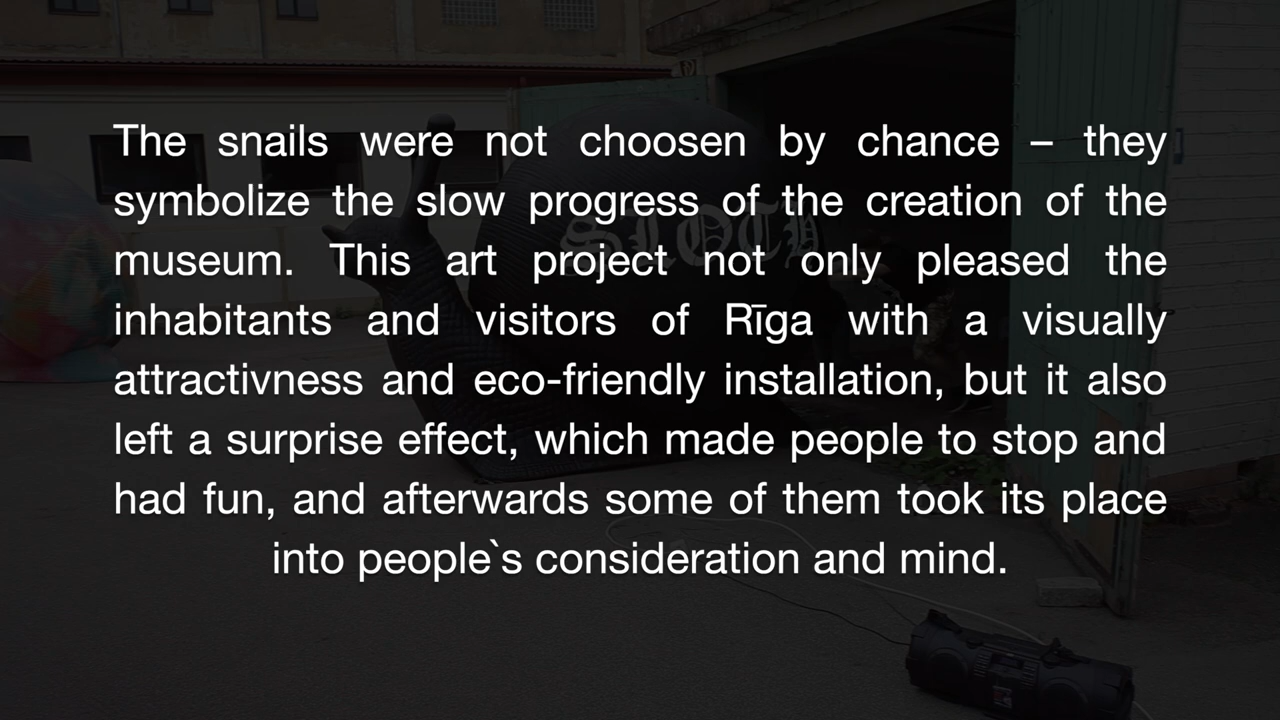 The snails were not choosen by chance – they
symbolize the slow progress of the creation of the
museum. This art project not only pleased the
inhabitants and visitors of Rīga with a visually
attractivness and eco-friendly installation, but it also
left a surprise effect, which made people to stop and
had fun, and afterwards some of them took its place
into people`s consideration and mind.
SLOTH